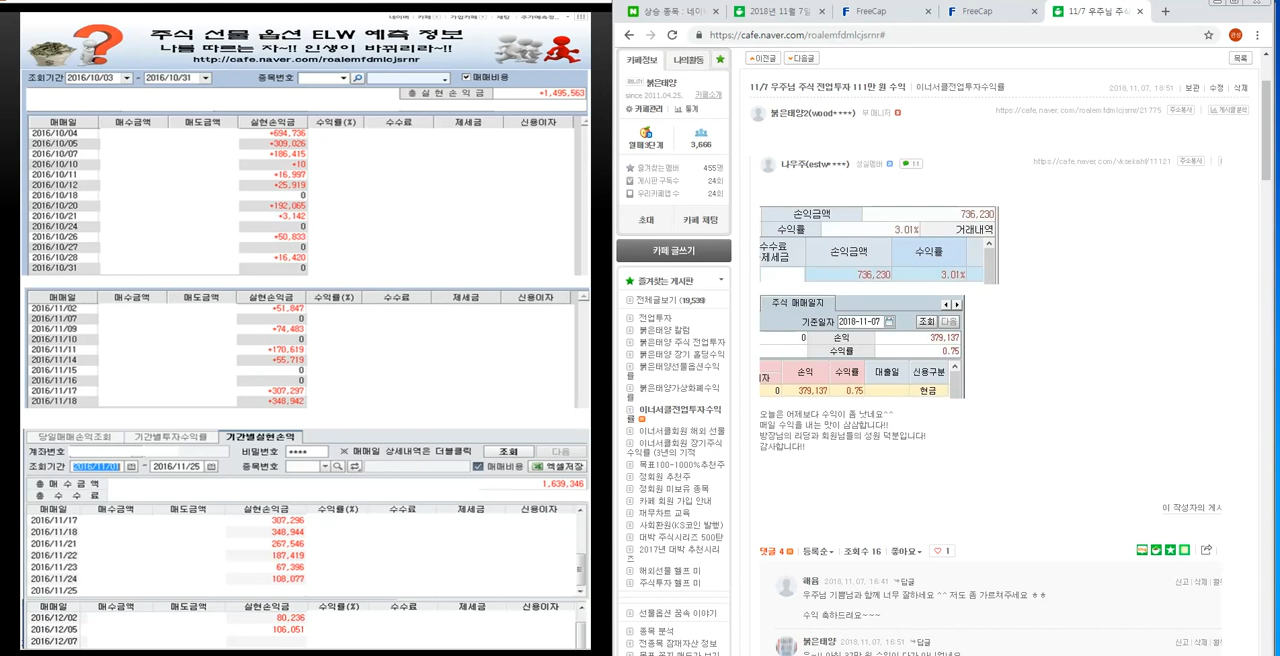 주식 선물 옵션 ELW 예측 정보
나를 따르는 자~!! 인생이 바뀌리라~!!
http://cafe.naver.com/roalemfdmlcjsrnr
조회기간 2016/10/03 - 2016/10/31 종목번호 매매비용
총 실 현 손 익 금 +1,495,563
매매일 매수금액 매도금액 실현손익금 수익률(%) 수수료 제세금 신용이자
2016/10/04 +694,736
2016/10/05 +309,026
2016/10/07 +186,415
2016/10/10 +10
2016/10/11 +16,997
2016/10/12 +25,919
2016/10/18 0
2016/10/20 +192,065
2016/10/21 +3,142
2016/10/24 0
2016/10/26 +50,833
2016/10/27 0
2016/10/28 +16,420
2016/10/31 0
매매일 매수금액 매도금액 실현손익금 수익률(%) 수수료 제세금 신용이자
2016/11/02 +51,847
2016/11/07 0
2016/11/09 +74,483
2016/11/10 0
2016/11/11 +170,619
2016/11/14 +55,719
2016/11/15 0
2016/11/16 0
2016/11/17 +307,297
2016/11/18 +348,942
당일매매손익조회 기간별투자수익률 기간별실현손익
계좌번호 비밀번호 **** ※ 매매일 상세내역은 더블클릭 조회 다음
조회기간 2016/11/01 ~ 2016/11/25 종목번호 매매비용 엑셀저장
총 매 수 금 액 1,639,346
총 수 수 료
매매일 매수금액 매도금액 실현손익금 수익률(%) 수수료 제세금 신용이자
2016/11/17 307,296
2016/11/18 348,944
2016/11/21 267,546
2016/11/22 187,419
2016/11/23 67,396
2016/11/24 108,077
2016/11/25
매매일 매수금액 매도금액 실현손익금 수익률(%) 수수료 제세금 신용이자
2016/12/02 80,236
2016/12/05 106,051
2016/12/07
상승 종목 : 네이버 2018년 11월 7일 FreeCap FreeCap 11/7 우주님 주식
https://cafe.naver.com/roalemfdmlcjsrnr#
카페정보 나의활동
붉은태양
since 2011.04.25. 카페소개
카페관리 통계
열매3단계 3,666
즐겨찾는 멤버 455명
게시판 구독수 24회
우리카페앱 수 24회
초대 카페 채팅
카페 글쓰기
즐겨찾는 게시판
전체글보기 (19,539)
전업투자
붉은태양 칼럼
붉은태양 주식 전업투자
붉은태양 장기 홀딩수익
붉은태양선물옵션수익률
붉은태양가상화폐수익률
이너서클전업투자수익률
이너서클회원 해외 선물
이너서클회원 장기주식 수익률 (3년의 기적
목표100-1000%추천주
정회원 추천주
정회원 미보유 종목
카페 회원 가입 안내
재무차트 교육
사회환원(KS코인 발행)
대박 주식시리즈 500탄
2017년 대박 추천시리즈
해외선물 헬프 미
주식투자 헬프 미
선물옵션 꿈속 이야기
종목 분석
전종목 잠재자산 정보
이전글 다음글 목록
11/7 우주님 주식 전업투자 111만 원 수익 | 이너서클전업투자수익률 2018.11.07. 18:51 보관 수정 삭제
붉은태양2(wood****) 부매니저 https://cafe.naver.com/roalemfdmlcjsrnr/21775 주소복사 게시글 분석
나우주(estw****) 성실멤버 11 https://cafe.naver.com/vksekahl/11121 주소복사
손익금액 736,230
수익률 3.01% 거래내역
수수료 제세금 손익금액 수익률
736,230 3.01%
주식 매매일지
기준일자 2018-11-07 조회 다음
0 손익 379,137
수익률 0.75
이자 손익 수익률 대출일 신용구분
0 379,137 0.75 현금
오늘은 어제보다 수익이 좀 낫네요^^
매일 수익을 내는 맛이 삼삼합니다!!
방장님의 리딩과 회원님들의 성원 덕분입니다!
감사합니다!!
이 작성자의 게시
댓글 4 등록순 조회수 16 좋아요 1
해윰 2018.11.07. 16:41 답글 신고 | 삭제
우주님 기쁨님과 함께 너무 잘하세요 ^^ 저도 좀 가르쳐주세요 ㅎㅎ
수익 축하드려요~~~
붉은태양 2018.11.07. 16:51 답글 신고 | 삭제